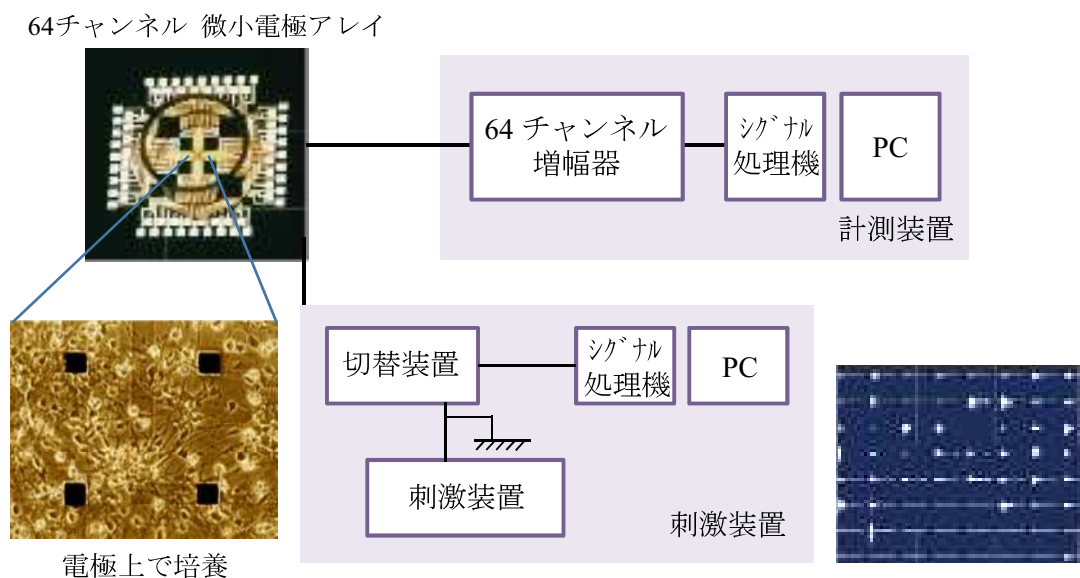 64チャンネル 微小電極アレイ
64 チャンネル
増幅器
ｼｸﾞﾅﾙ
処理機
PC
計測装置
切替装置
ｼｸﾞﾅﾙ
処理機
PC
刺激装置
刺激装置
電極上で培養